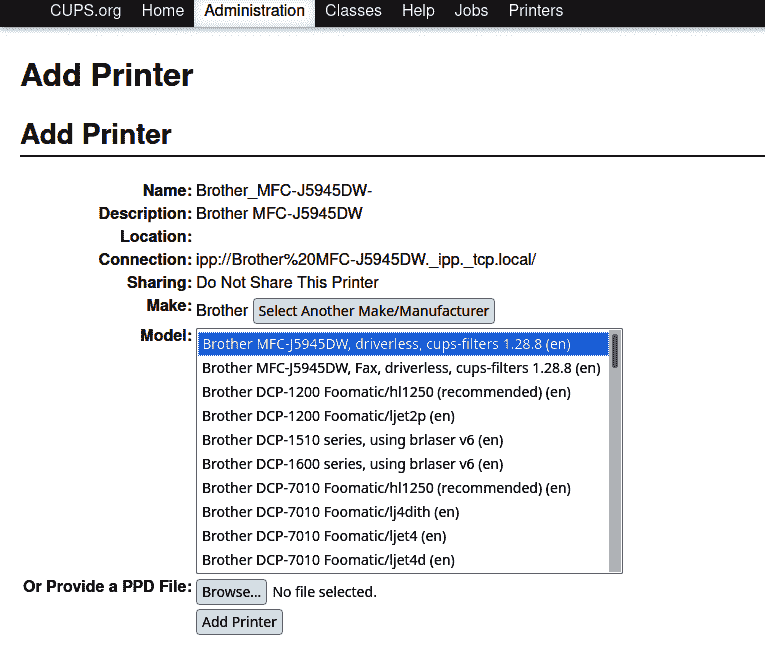 CUPS.org Home Administration Classes Help Jobs Printers
Add Printer
Add Printer
Name: Brother_MFC-J5945DW-
Description: Brother MFC-J5945DW
Location:
Connection: ipp://Brother%20MFC-J5945DW._ipp._tcp.local/
Sharing: Do Not Share This Printer
Make: Brother Select Another Make/Manufacturer
Model:
Brother MFC-J5945DW, driverless, cups-filters 1.28.8 (en)
Brother MFC-J5945DW, Fax, driverless, cups-filters 1.28.8 (en)
Brother DCP-1200 Foomatic/hl1250 (recommended) (en)
Brother DCP-1200 Foomatic/ljet2p (en)
Brother DCP-1510 series, using brlaser v6 (en)
Brother DCP-1600 series, using brlaser v6 (en)
Brother DCP-7010 Foomatic/hl1250 (recommended) (en)
Brother DCP-7010 Foomatic/lj4dith (en)
Brother DCP-7010 Foomatic/ljet4 (en)
Brother DCP-7010 Foomatic/ljet4d (en)
Or Provide a PPD File: Browse... No file selected.
Add Printer